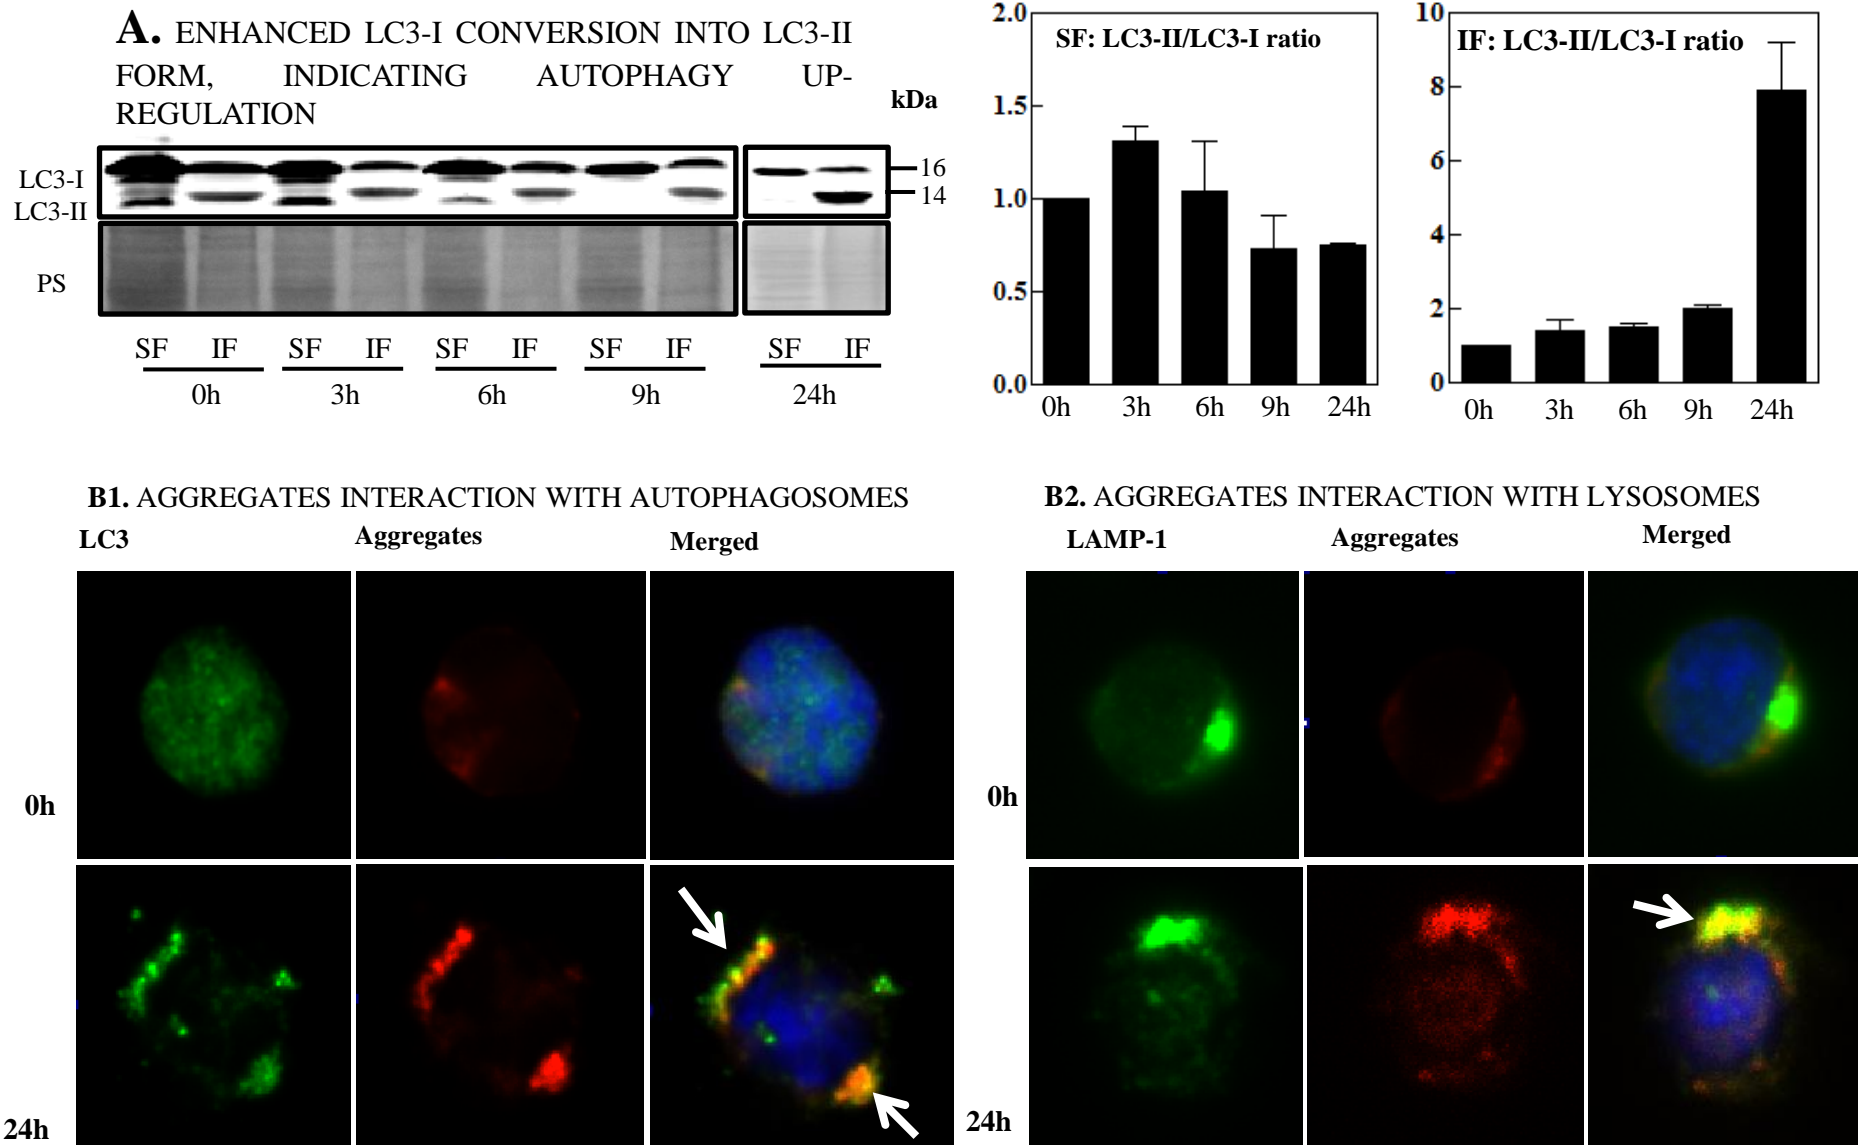 A. ENHANCED LC3-I CONVERSION INTO LC3-II
FORM, INDICATING AUTOPHAGY UP-
REGULATION
kDa
LC3-I
LC3-II
16
14
PS
SF IF SF IF SF IF SF IF SF IF
0h 3h 6h 9h 24h
SF: LC3-II/LC3-I ratio
2.0
1.5
1.0
0.5
0.0
0h 3h 6h 9h 24h
IF: LC3-II/LC3-I ratio
10
8
6
4
2
0
0h 3h 6h 9h 24h
B1. AGGREGATES INTERACTION WITH AUTOPHAGOSOMES
LC3 Aggregates Merged
0h
24h
B2. AGGREGATES INTERACTION WITH LYSOSOMES
LAMP-1 Aggregates Merged
0h
24h